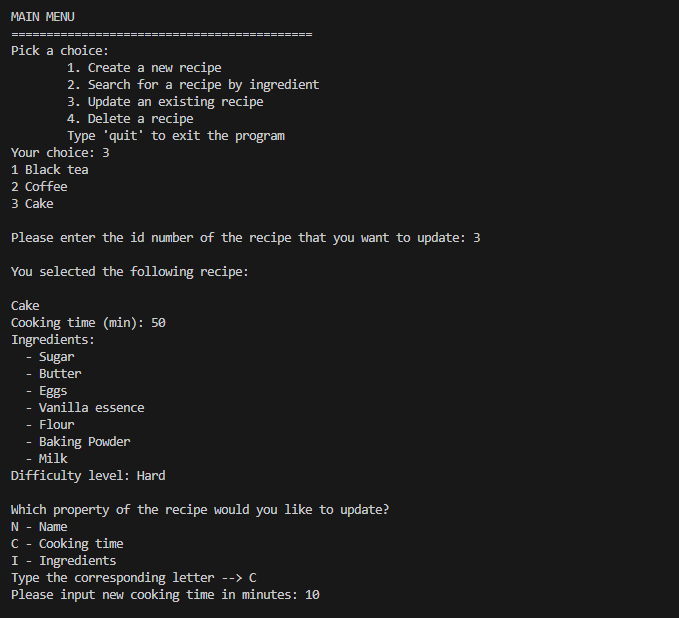 MAIN MENU
===========================================
Pick a choice:
1. Create a new recipe
2. Search for a recipe by ingredient
3. Update an existing recipe
4. Delete a recipe
Type 'quit' to exit the program
Your choice: 3
1 Black tea
2 Coffee
3 Cake
Please enter the id number of the recipe that you want to update: 3
You selected the following recipe:
Cake
Cooking time (min): 50
Ingredients:
- Sugar
- Butter
- Eggs
- Vanilla essence
- Flour
- Baking Powder
- Milk
Difficulty level: Hard
Which property of the recipe would you like to update?
N - Name
C - Cooking time
I - Ingredients
Type the corresponding letter --> C
Please input new cooking time in minutes: 10